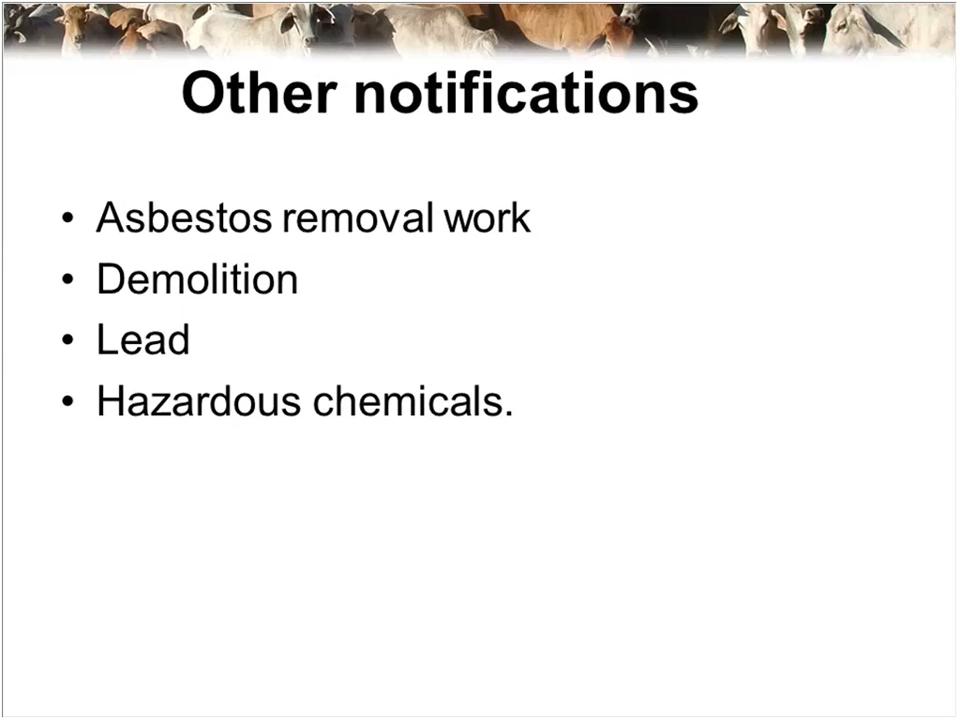 Other notifications
• Asbestos removal work
• Demolition
• Lead
• Hazardous chemicals.